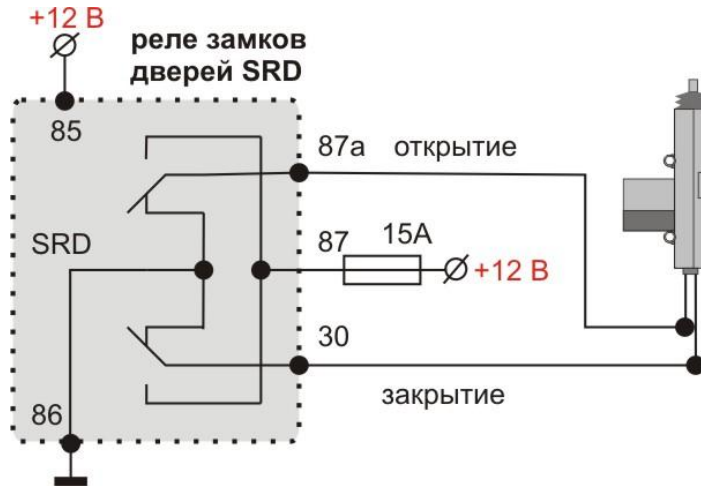 +12 В
реле замков
дверей SRD
85
87а открытие
SRD
87 15А
+12 В
30
86
закрытие